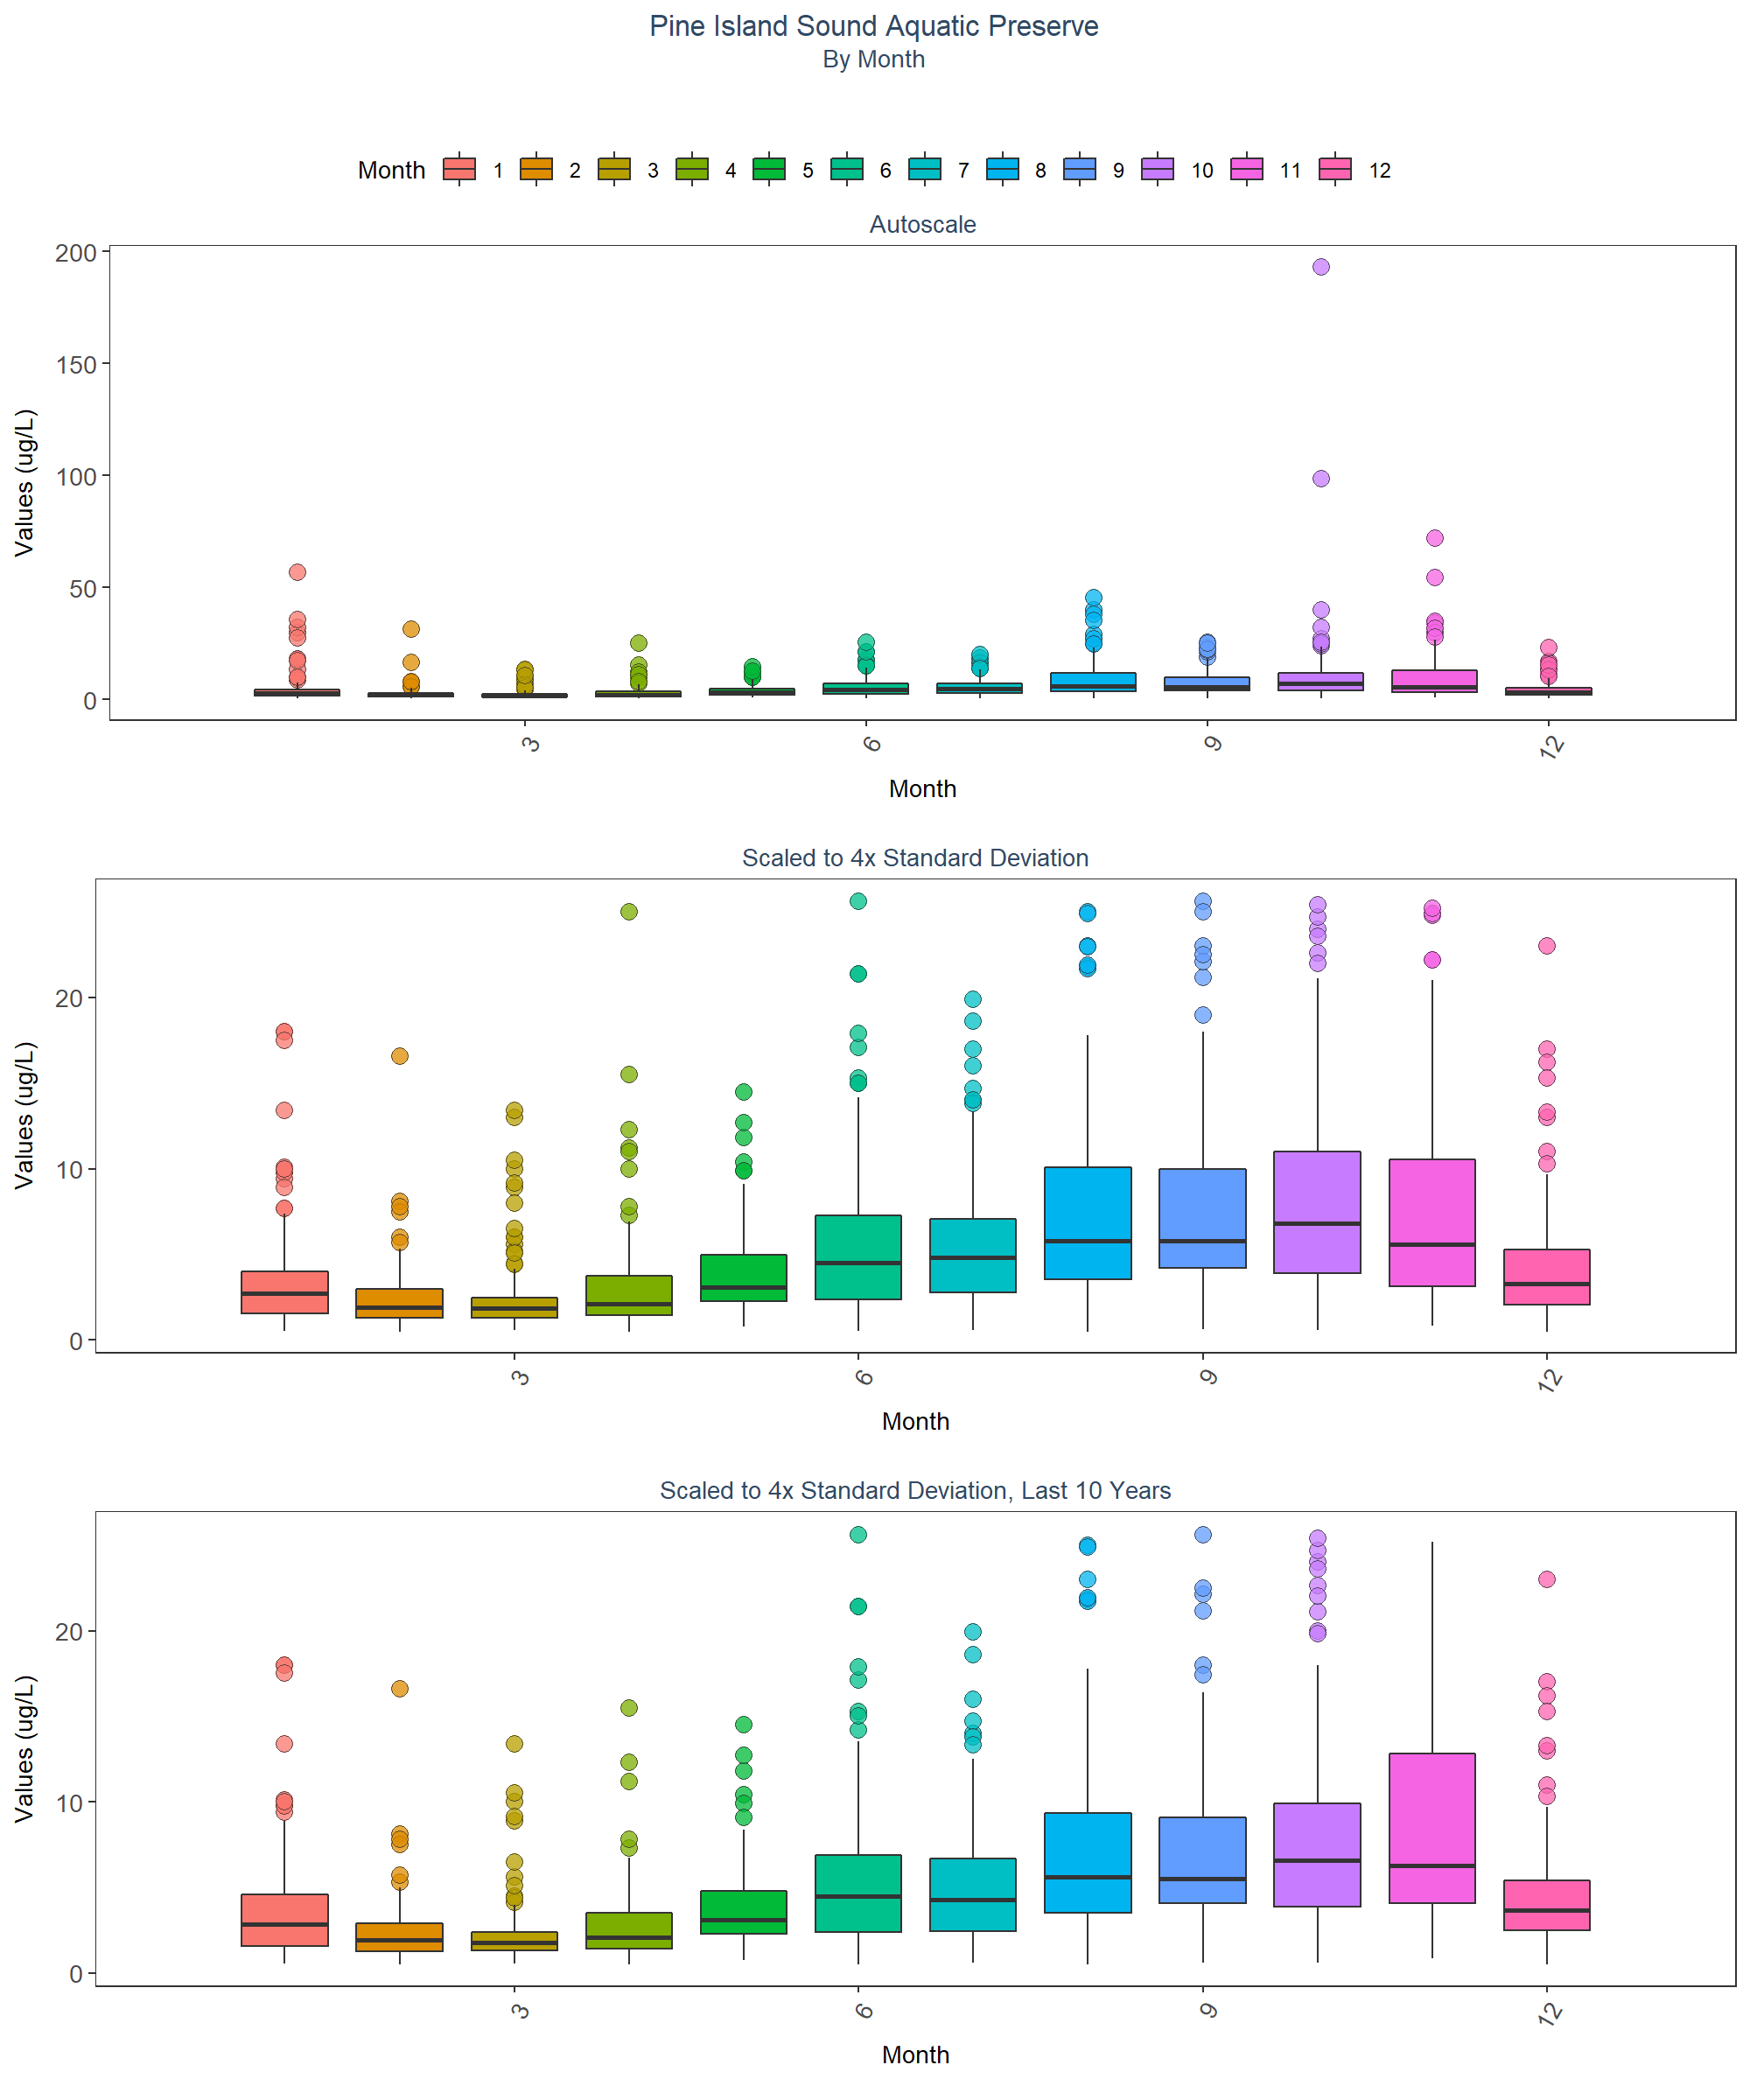 Pine Island Sound Aquatic Preserve
By Month
Month 1 2 3 4 5 6 7 8 9 10 11 12
Autoscale
Values (ug/L)
200
150
100
50
0
3 6 9 12
Month
Scaled to 4x Standard Deviation
Values (ug/L)
20
10
0
3 6 9 12
Month
Scaled to 4x Standard Deviation, Last 10 Years
Values (ug/L)
20
10
0
3 6 9 12
Month